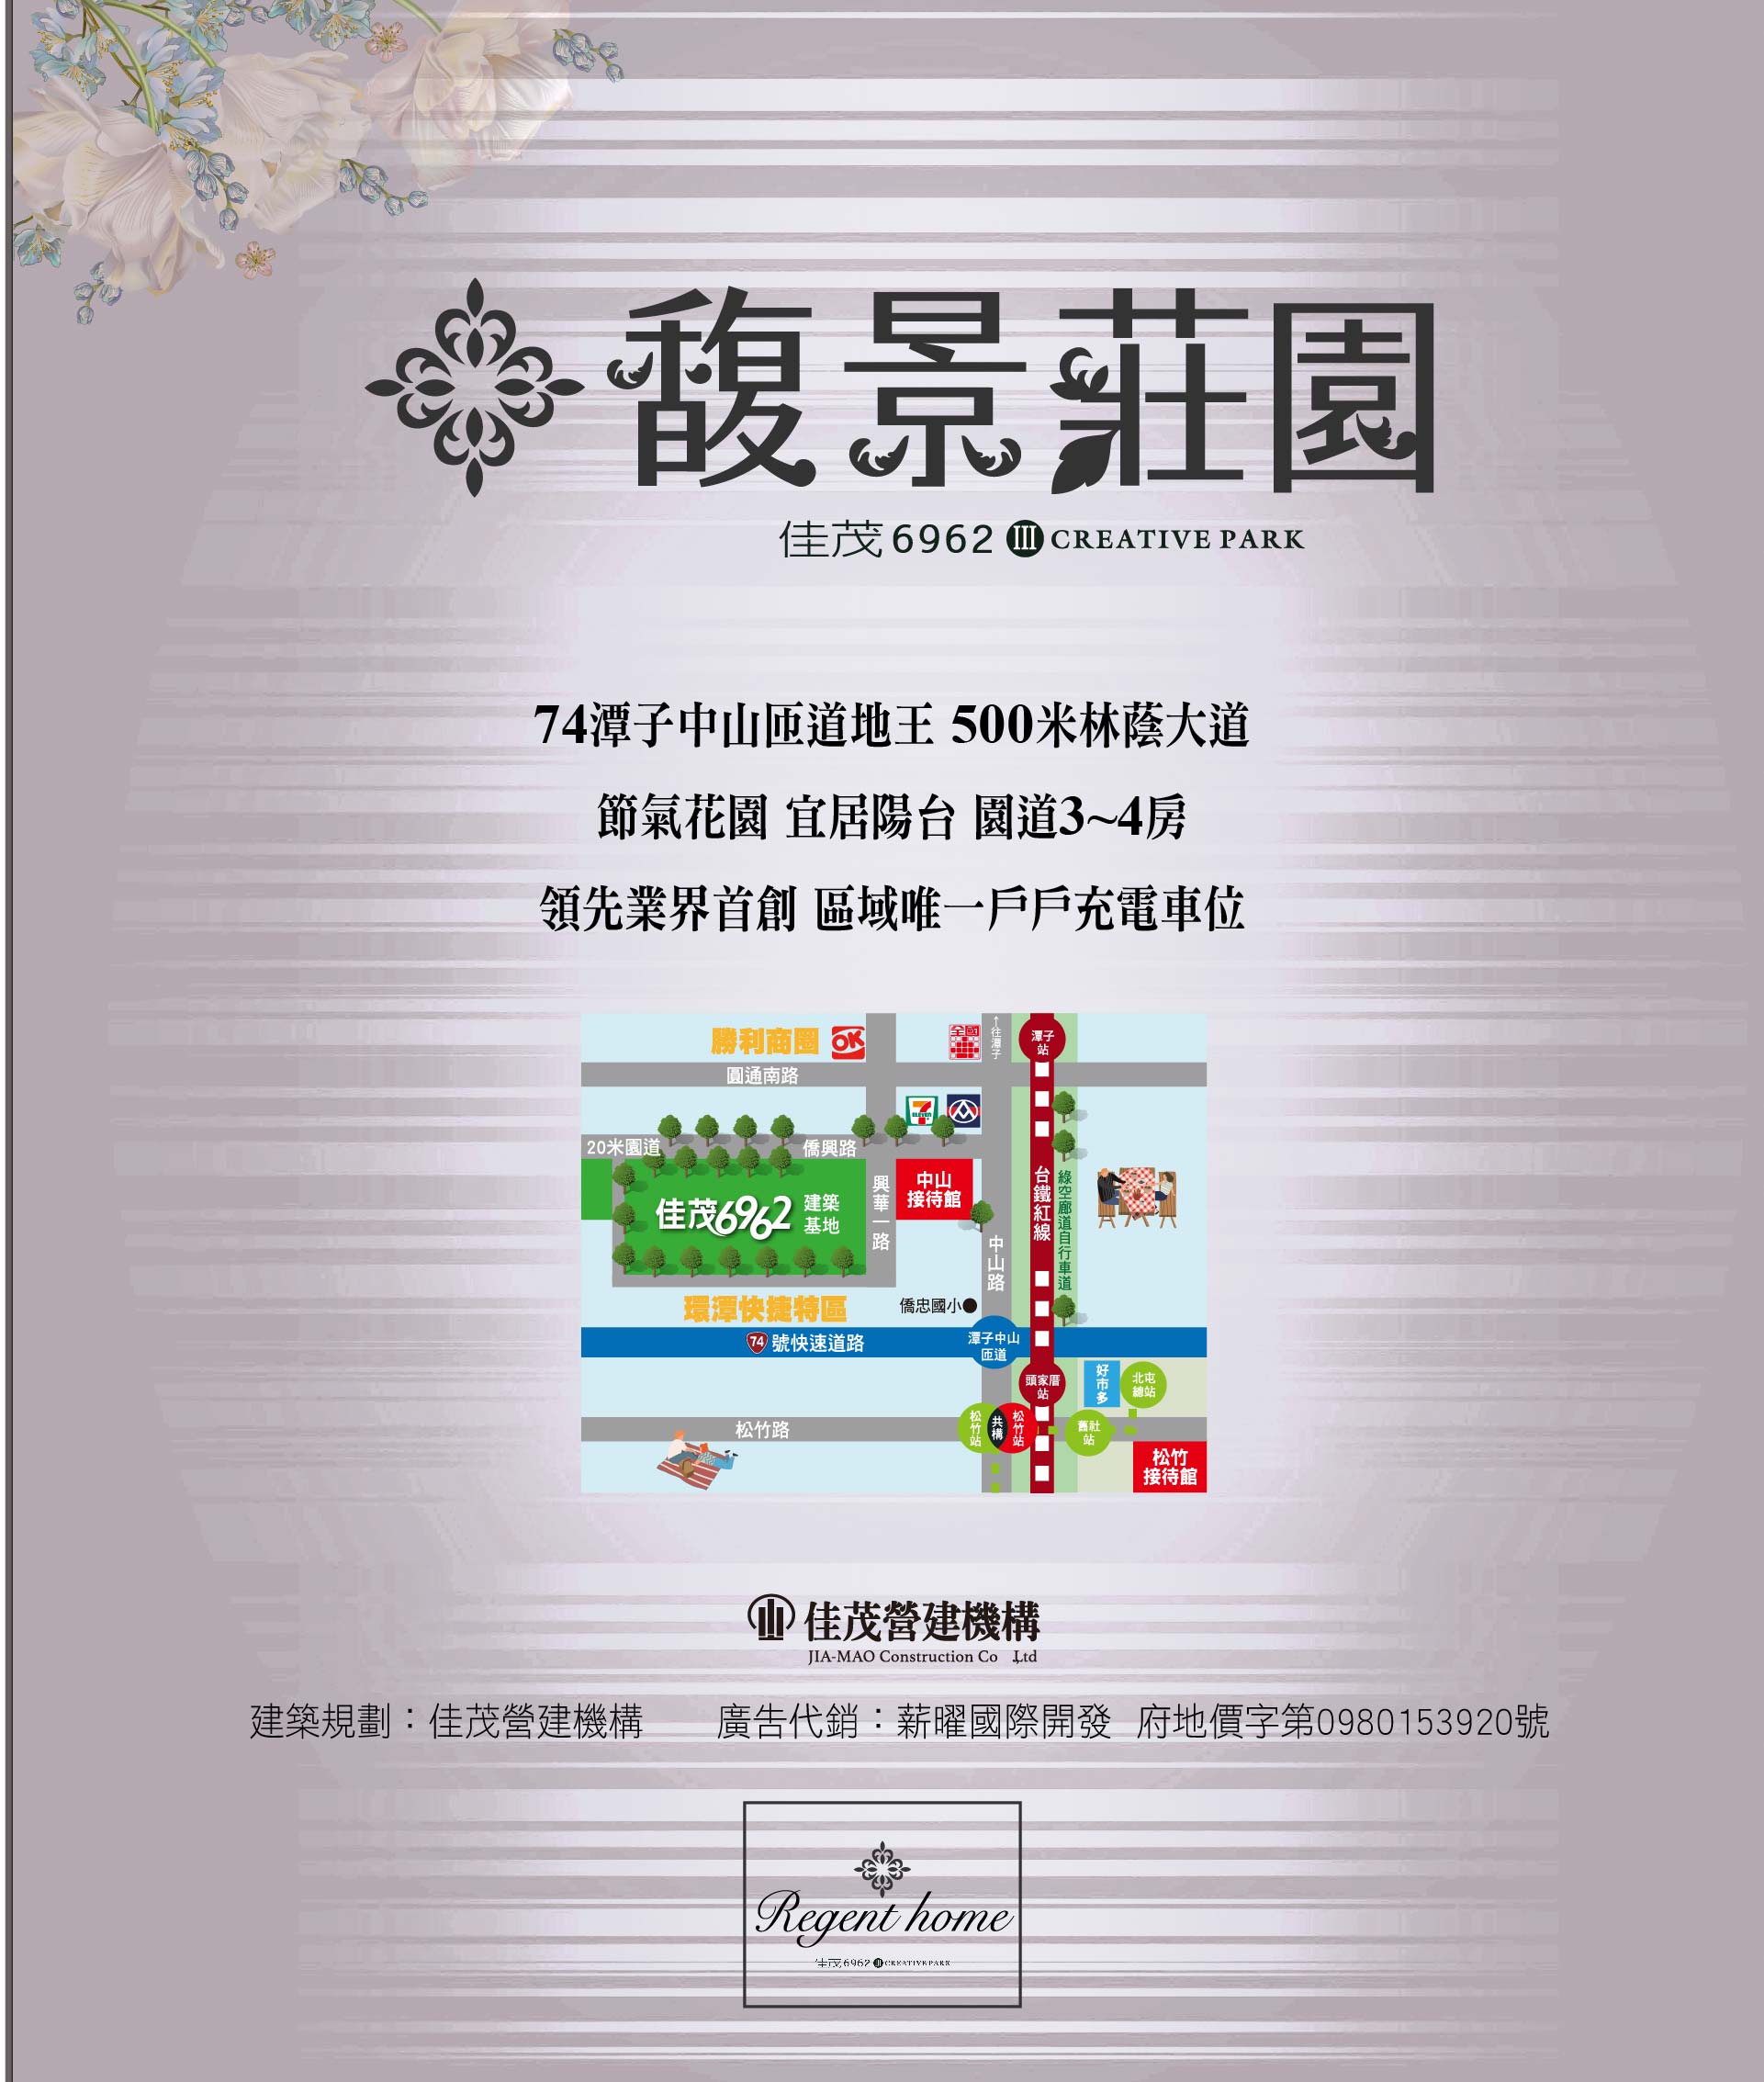 馥景莊園
佳茂6962 III CREATIVE PARK
74潭子中山匝道地王 500米林蔭大道
節氣花園 宜居陽台 園道3~4房
領先業界首創 區域唯一戶戶充電車位
勝利商圈
OK
全國
←往潭子
潭子站
圓通南路
7 ELEVEN
20米園道
僑興路
佳茂6962
建築基地
興華一路
中山接待館
中山路
台鐵紅線
綠空廊道自行車道
環潭快捷特區
僑忠國小
74 號快速道路
潭子中山匝道
頭家厝站
好市多
北屯總站
松竹路
松竹站
共構
松竹站
舊社站
松竹接待館
佳茂營建機構
JIA-MAO Construction Co .,Ltd
建築規劃：佳茂營建機構 廣告代銷：薪曜國際開發 府地價字第0980153920號
Regent home
佳茂6962 III CREATIVE PARK